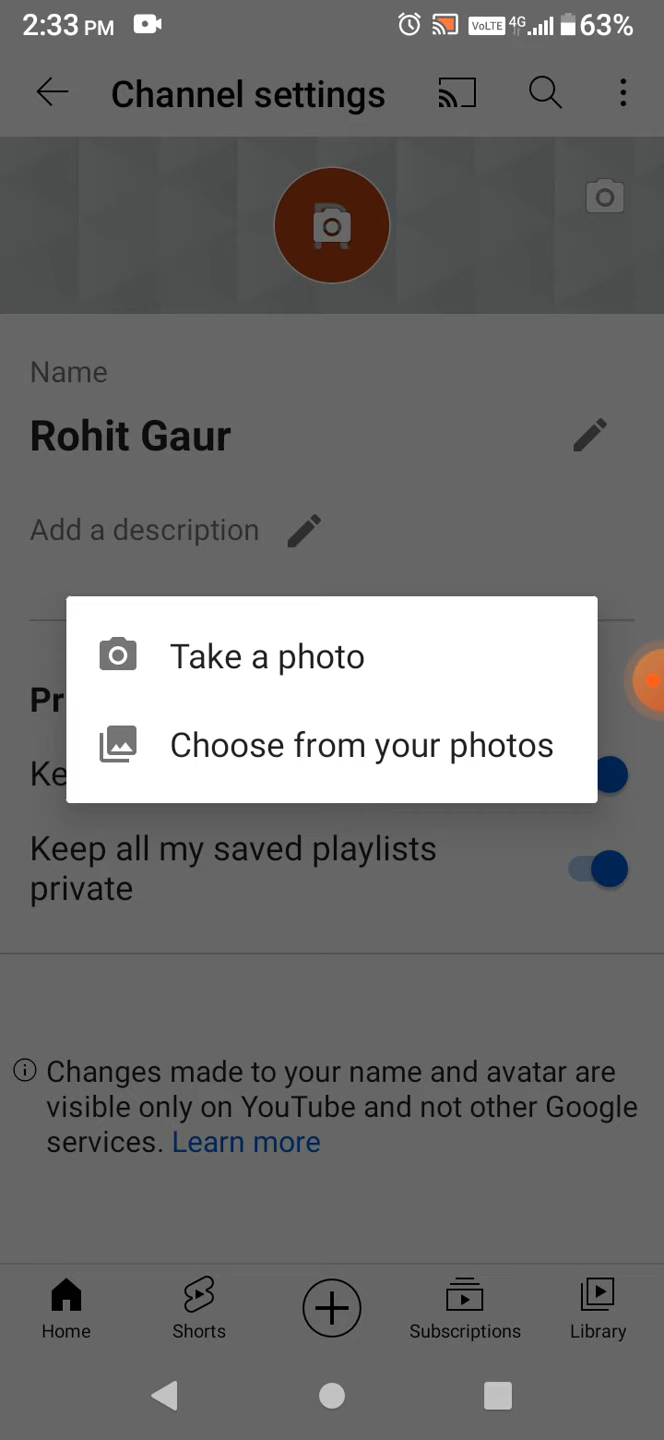 2:33 PM VoLTE 4G 63%
Channel settings
R
Name
Rohit Gaur
Add a description
Take a photo
Pr
Choose from your photos
Ke
Keep all my saved playlists
private
Changes made to your name and avatar are
visible only on YouTube and not other Google
services. Learn more
Home Shorts Subscriptions Library